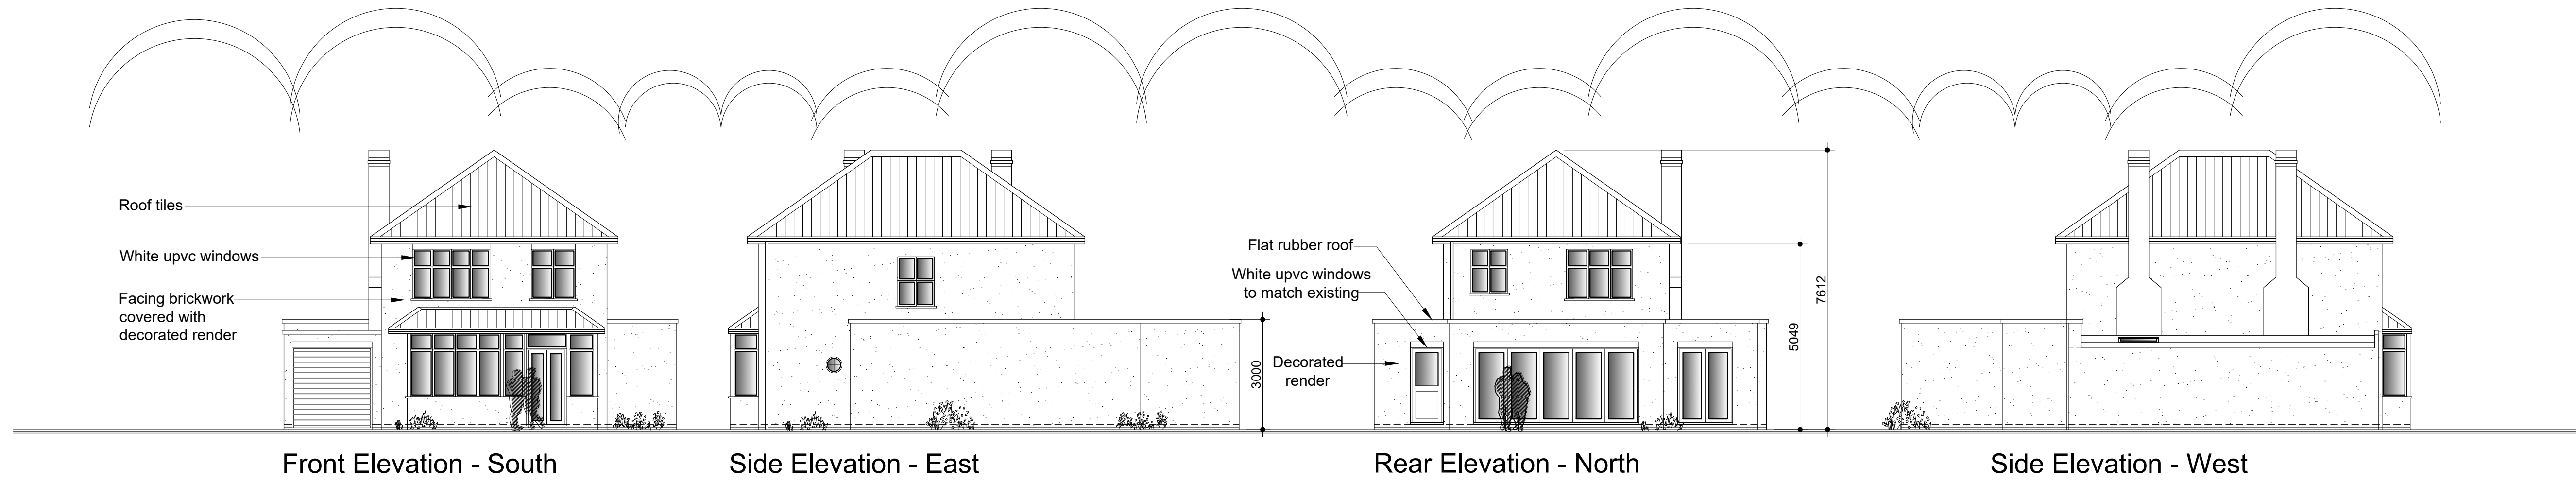 Roof tiles
White upvc windows
Facing brickwork
covered with
decorated render
Front Elevation - South
Side Elevation - East
3000
Flat rubber roof
White upvc windows
to match existing
Decorated
render
Rear Elevation - North
5049
7612
Side Elevation - West